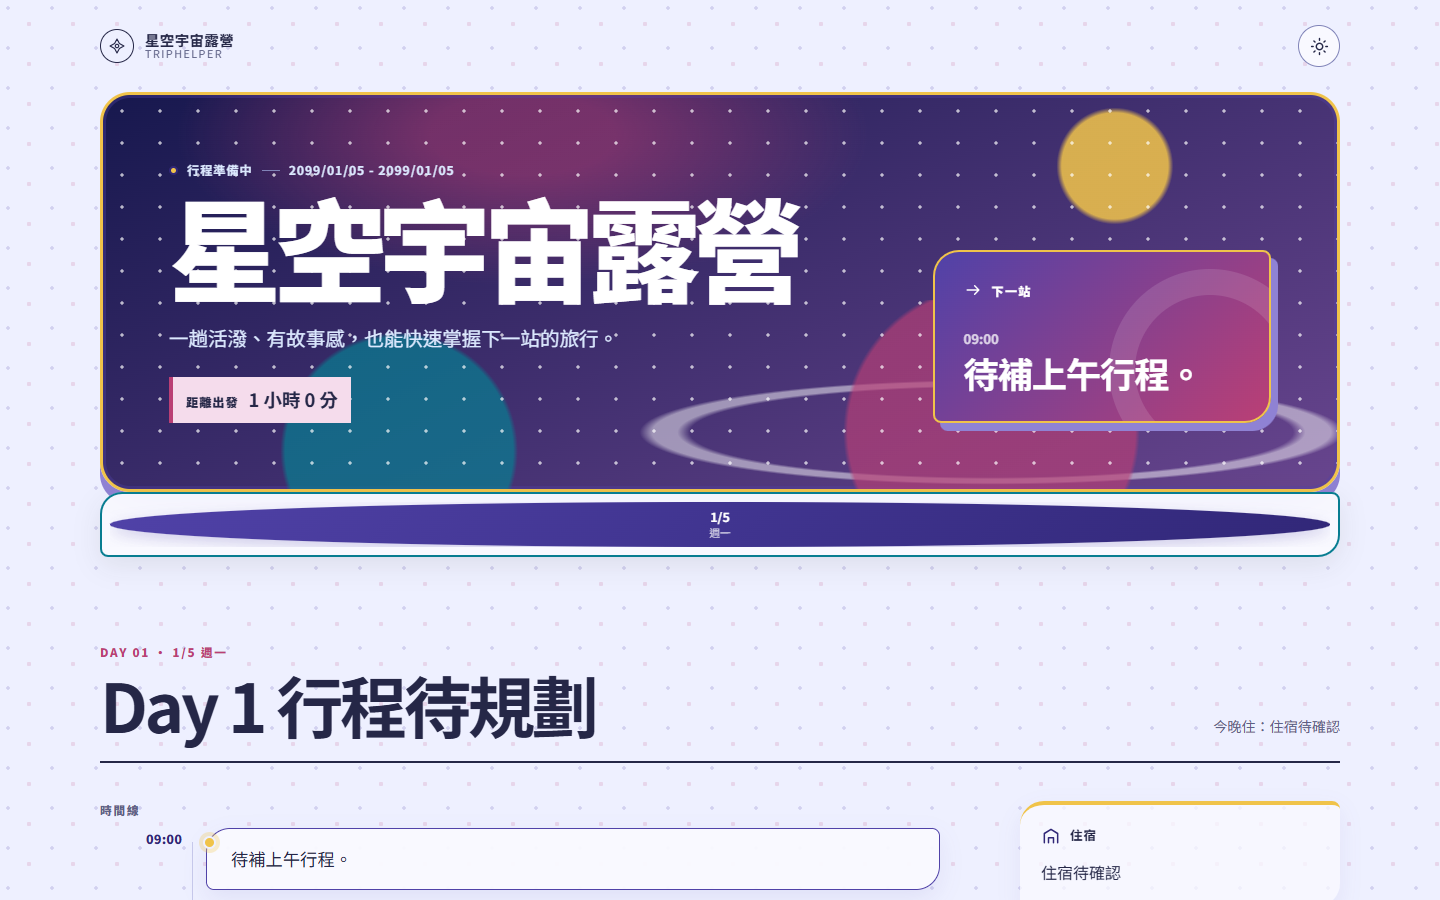 星空宇宙露營
TRIPHELPER
行程準備中 — 2099/01/05 - 2099/01/05
星空宇宙露營
一趟活潑、有故事感，也能快速掌握下一站的旅行。
距離出發 1 小時 0 分
下一站
09:00
待補上午行程。
1/5
週一
DAY 01 · 1/5 週一
Day 1 行程待規劃
今晚住：住宿待確認
時間線
09:00
待補上午行程。
住宿
住宿待確認